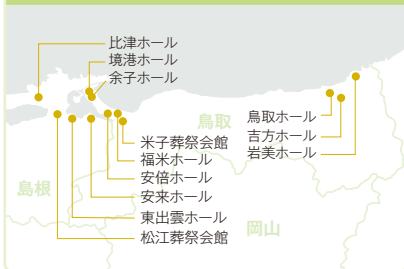 比津ホール
境港ホール
余子ホール
鳥取
鳥取ホール
吉方ホール
岩美ホール
米子葬祭会館
福米ホール
安倍ホール
安来ホール
東出雲ホール
松江葬祭会館
島根
岡山